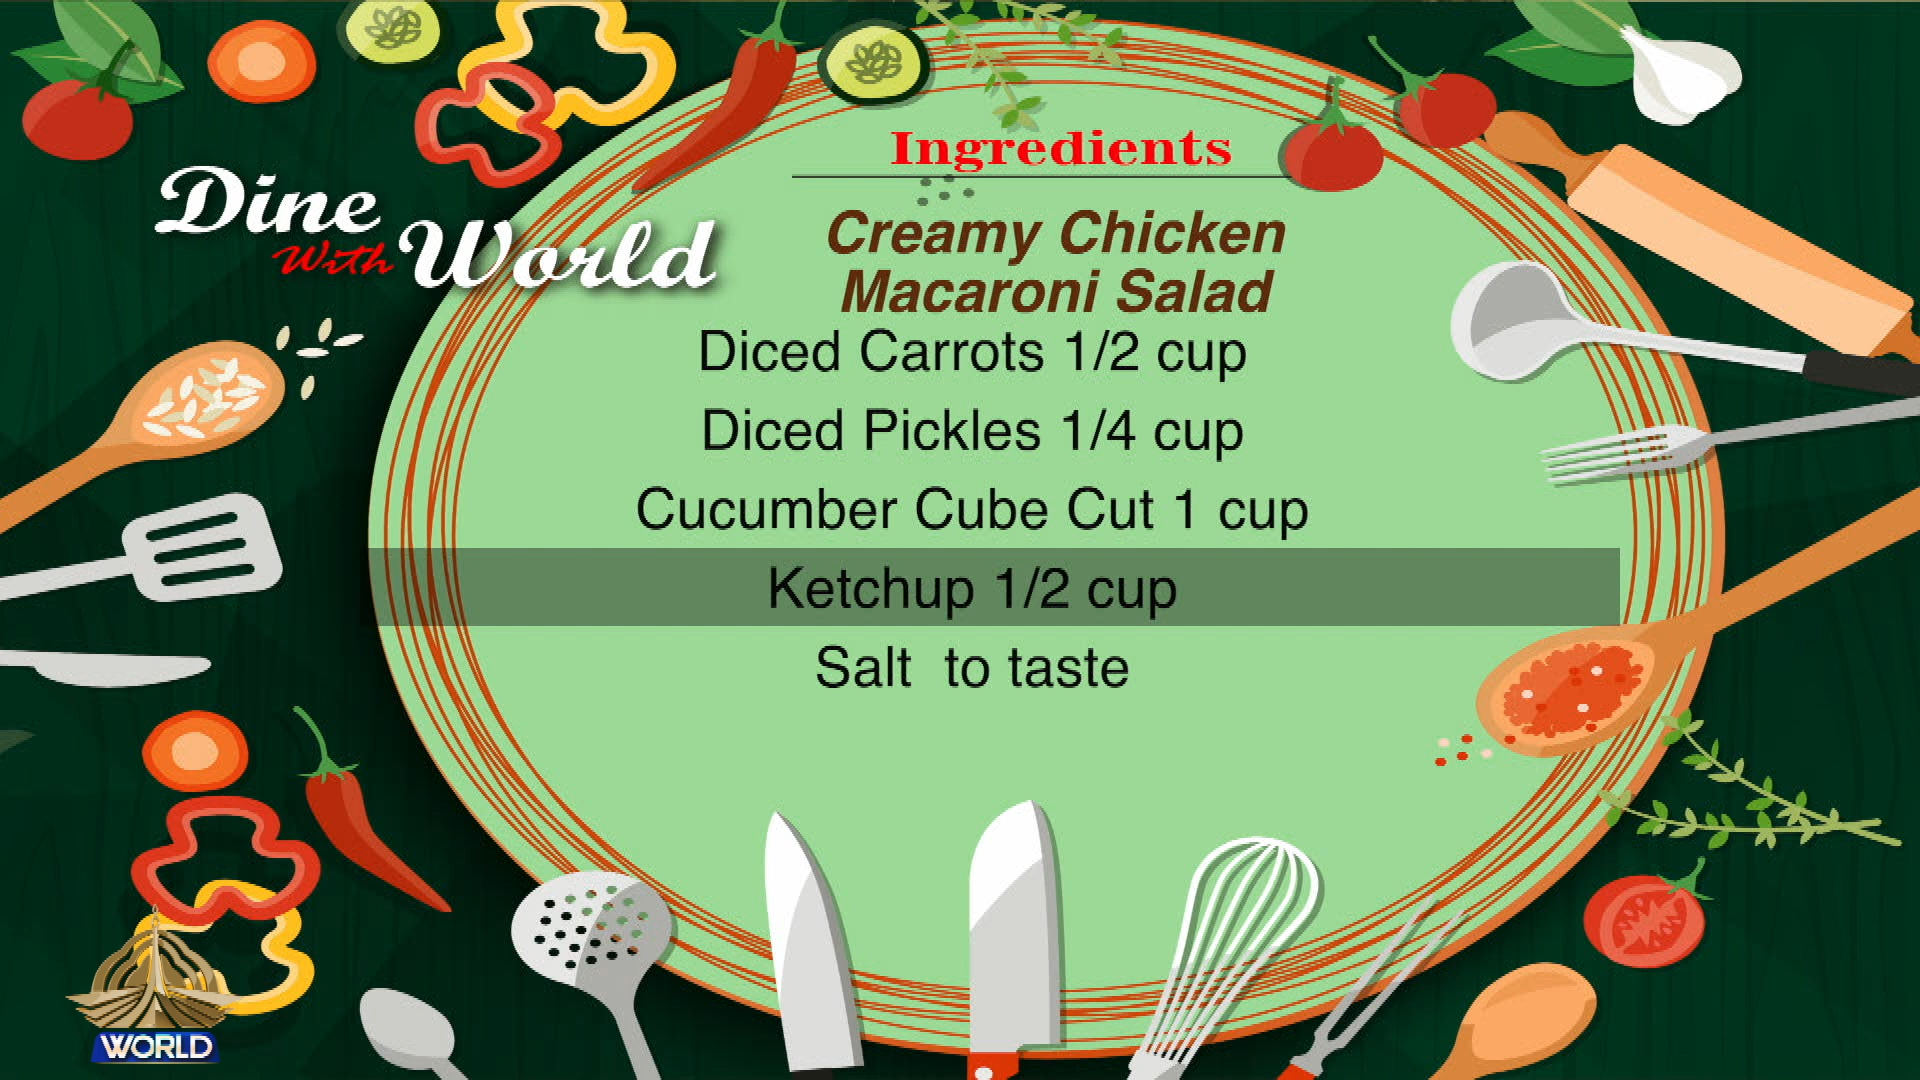 Dine
With World
Ingredients
Creamy Chicken
Macaroni Salad
Diced Carrots 1/2 cup
Diced Pickles 1/4 cup
Cucumber Cube Cut 1 cup
Ketchup 1/2 cup
Salt  to taste
WORLD